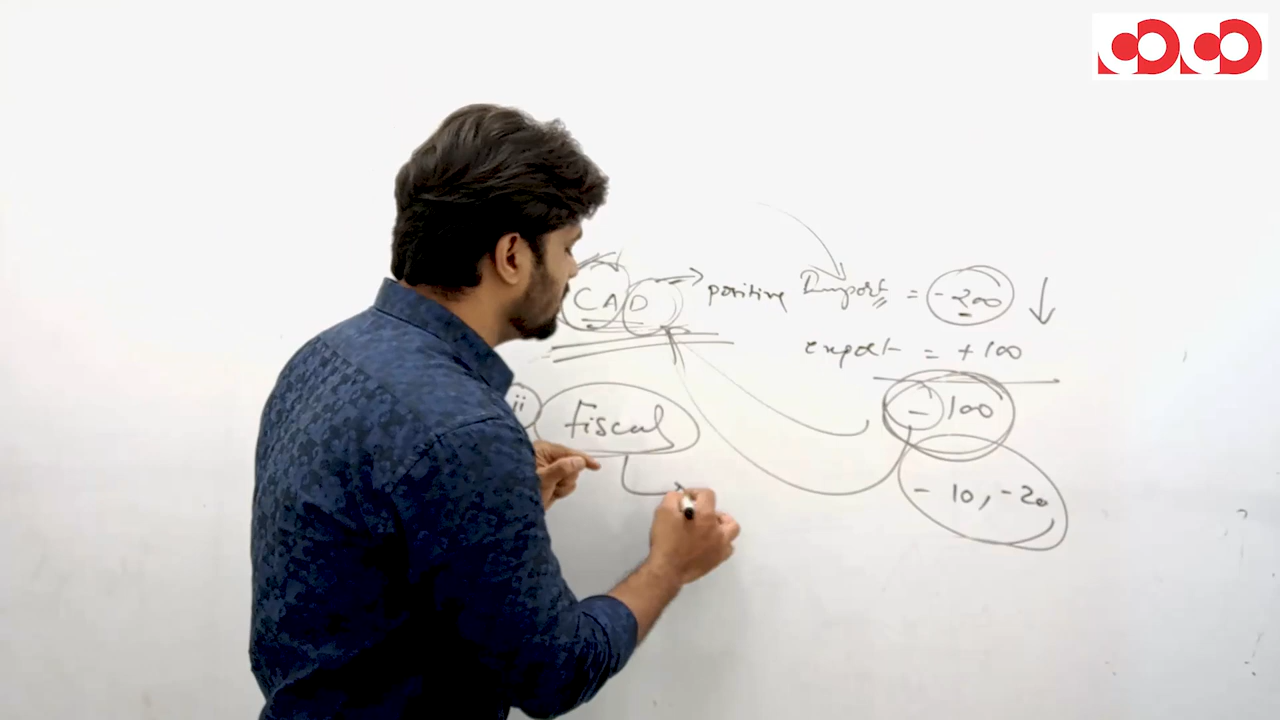 CAD → positive Import = -200 ↓
export = +100
- 100
ii Fiscal
- 10, -20